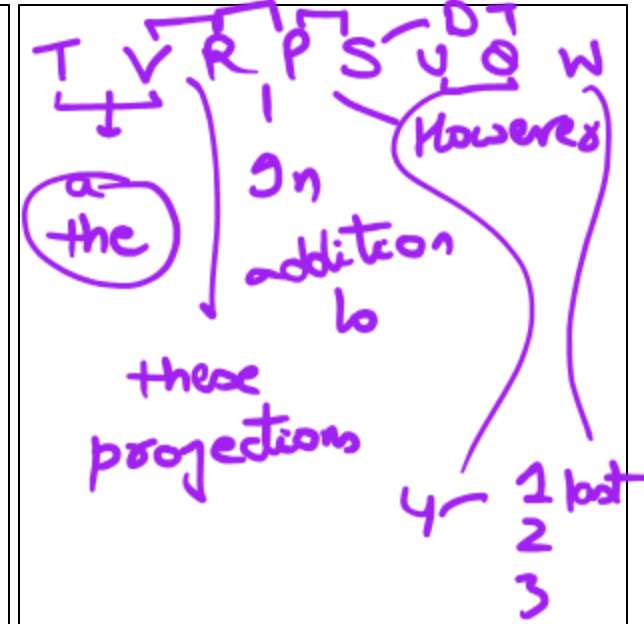 D T
T V R P S U Q W
However
a
the
In
addition
to
these
projections
4 1 last
2
3